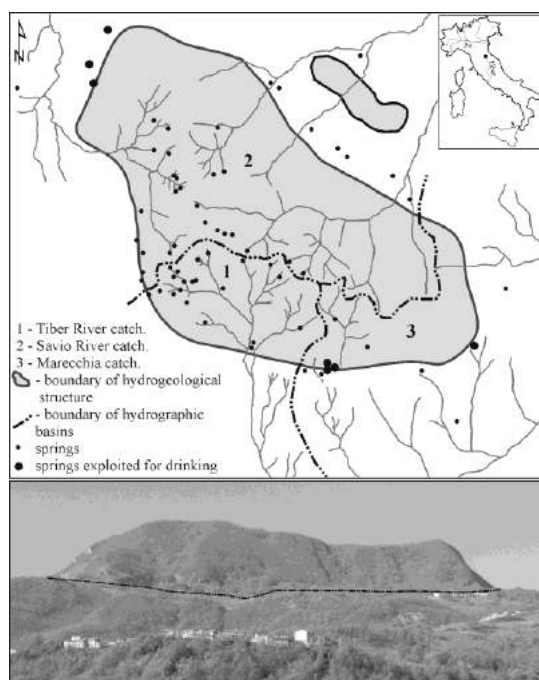 N
2
1
3
1 - Tiber River catch.
2 - Savio River catch.
3 - Marecchia catch.
- boundary of hydrogeological
structure
- boundary of hydrographic
basins
springs
springs exploited for drinking